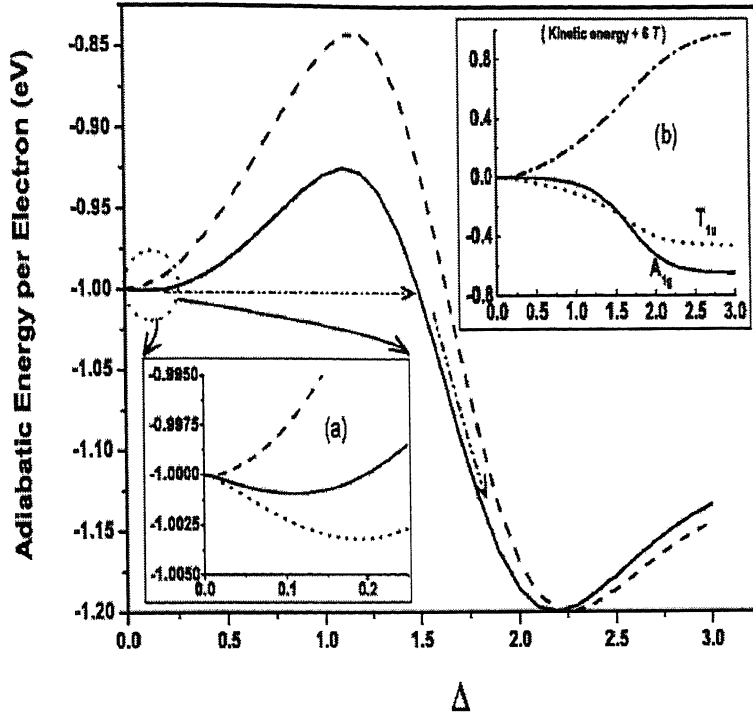 Adiabatic Energy per Electron (eV)
-0.85
-0.90
-0.95
-1.00
-1.05
-1.10
-1.15
-1.20
0.0
0.5
1.0
1.5
2.0
2.5
3.0
Δ
( Kinetic energy + 6 T)
0.8
0.4
0.0
-0.4
-0.8
(b)
T1u
A1g
0.0 0.5 1.0 1.5 2.0 2.5 3.0
-0.9950
-0.9975
-1.0000
-1.0025
-1.0050
(a)
0.0 0.1 0.2